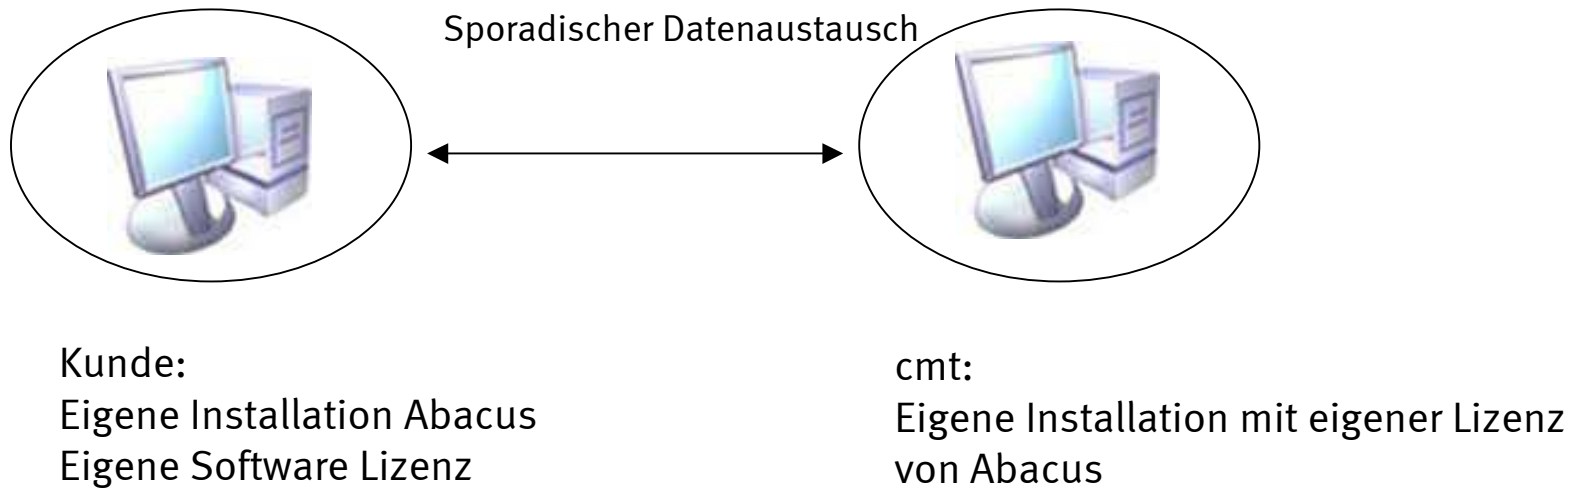 Sporadischer Datenaustausch
Kunde:
Eigene Installation Abacus
Eigene Software Lizenz
cmt:
Eigene Installation mit eigener Lizenz
von Abacus